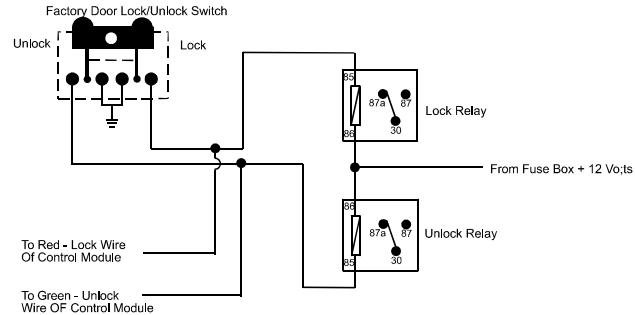 Factory Door Lock/Unlock Switch
Unlock
Lock
85
87a
87
30
86
Lock Relay
From Fuse Box + 12 Vo;ts
86
87a
87
30
85
Unlock Relay
To Red - Lock Wire
Of Control Module
To Green - Unlock
Wire OF Control Module